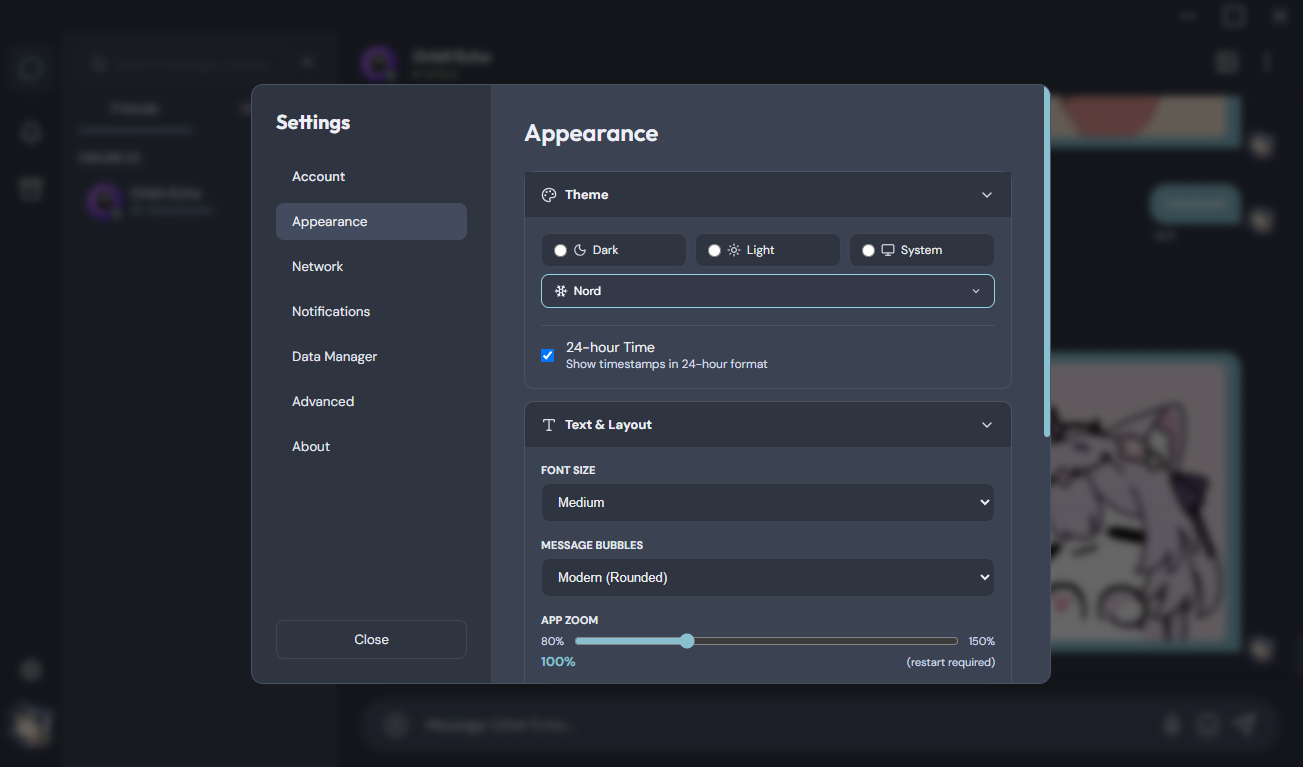 Settings
Account
Appearance
Network
Notifications
Data Manager
Advanced
About
Close
Appearance
Theme
Dark
Light
System
Nord
24-hour Time
Show timestamps in 24-hour format
Text & Layout
FONT SIZE
Medium
MESSAGE BUBBLES
Modern (Rounded)
APP ZOOM
80%
150%
100%
(restart required)
Friends